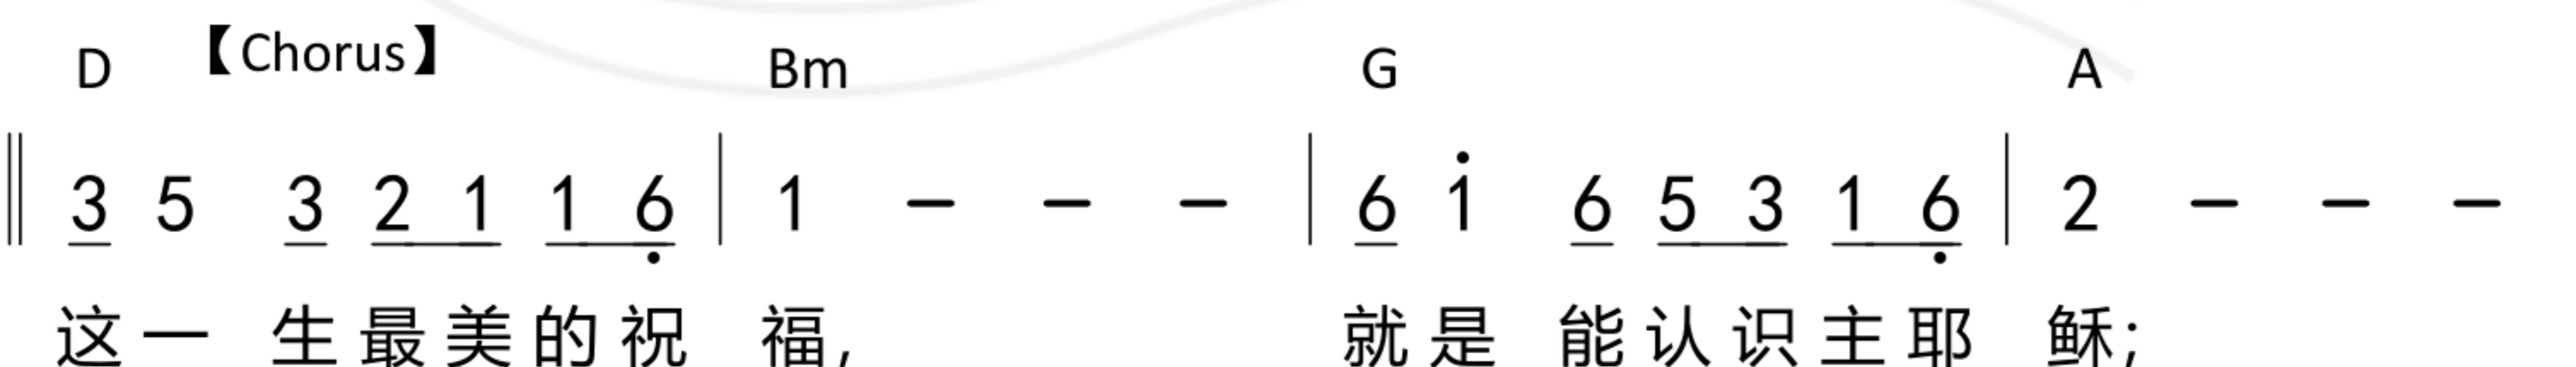 D 【Chorus】 Bm G A
‖ 3 5 3 2 1 1 6̣ | 1 – – – | 6 1̇ 6 5 3 1 6̣ | 2 – – –
这一 生最美的祝 福, 就是 能认识主耶 稣;